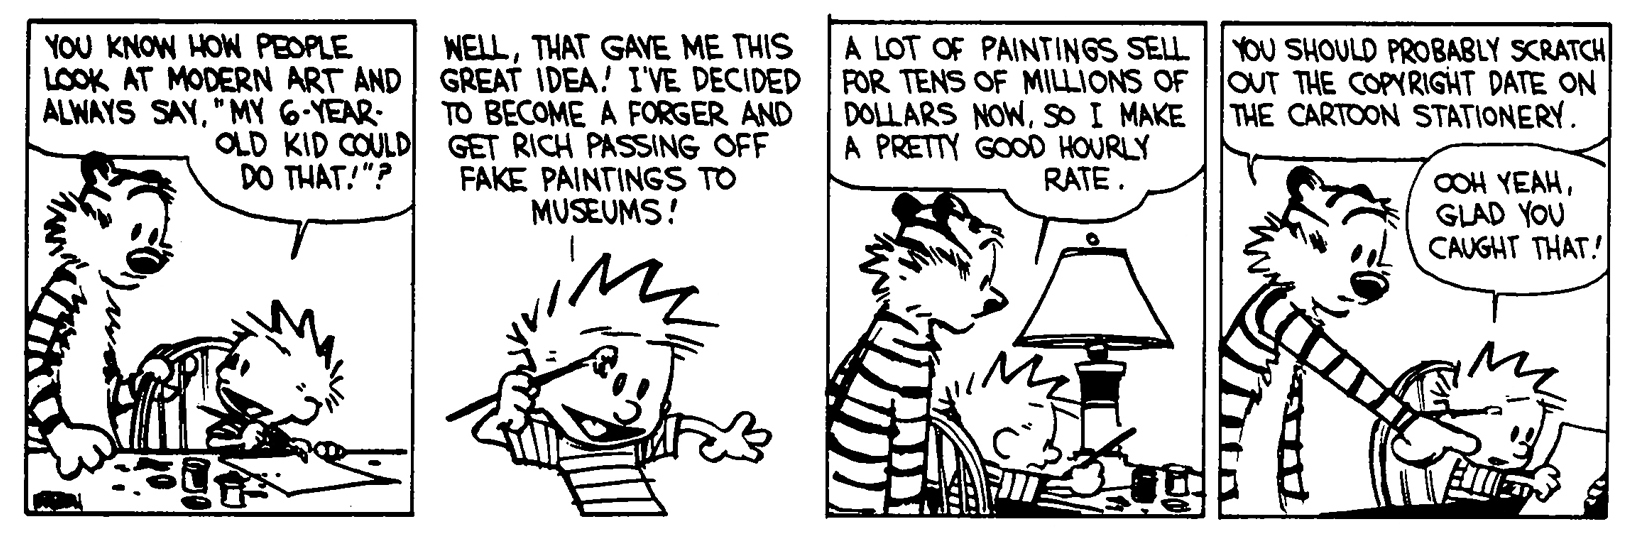 YOU KNOW HOW PEOPLE
LOOK AT MODERN ART AND
ALWAYS SAY, "MY 6-YEAR-
OLD KID COULD
DO THAT!"?
WELL, THAT GAVE ME THIS
GREAT IDEA! I'VE DECIDED
TO BECOME A FORGER AND
GET RICH PASSING OFF
FAKE PAINTINGS TO
MUSEUMS!
A LOT OF PAINTINGS SELL
FOR TENS OF MILLIONS OF
DOLLARS NOW, SO I MAKE
A PRETTY GOOD HOURLY
RATE.
YOU SHOULD PROBABLY SCRATCH
OUT THE COPYRIGHT DATE ON
THE CARTOON STATIONERY.
OOH YEAH,
GLAD YOU
CAUGHT THAT!